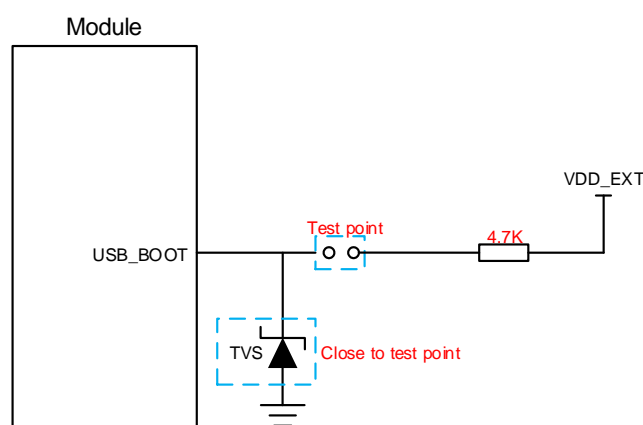 Module
VDD_EXT
Test point
4.7K
USB_BOOT
TVS
Close to test point